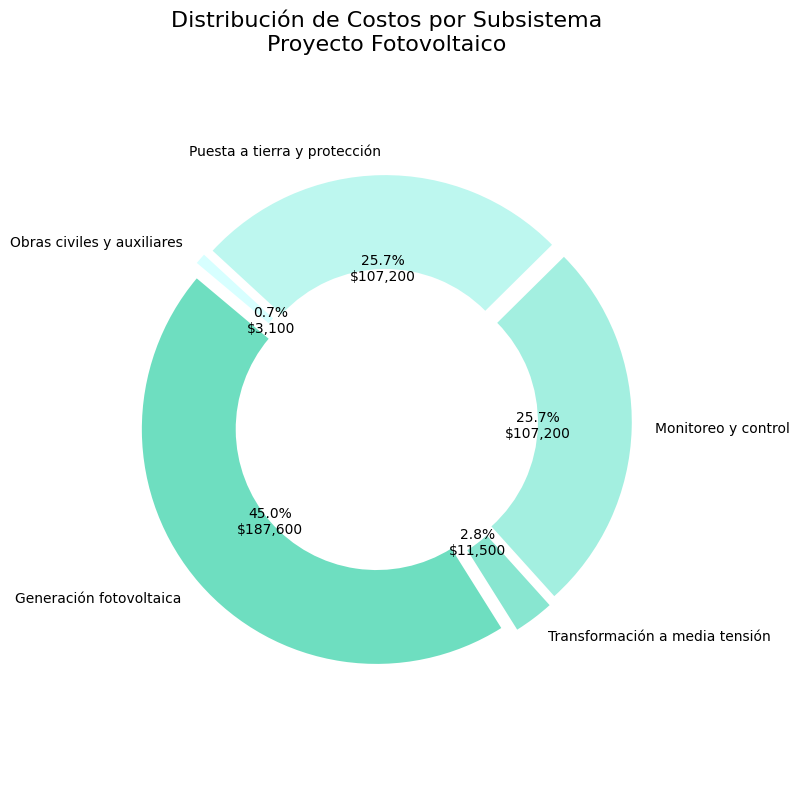 Distribución de Costos por Subsistema
Proyecto Fotovoltaico
Puesta a tierra y protección
25.7%
$107,200
Obras civiles y auxiliares
0.7%
$3,100
25.7%
$107,200
Monitoreo y control
45.0%
$187,600
Generación fotovoltaica
2.8%
$11,500
Transformación a media tensión